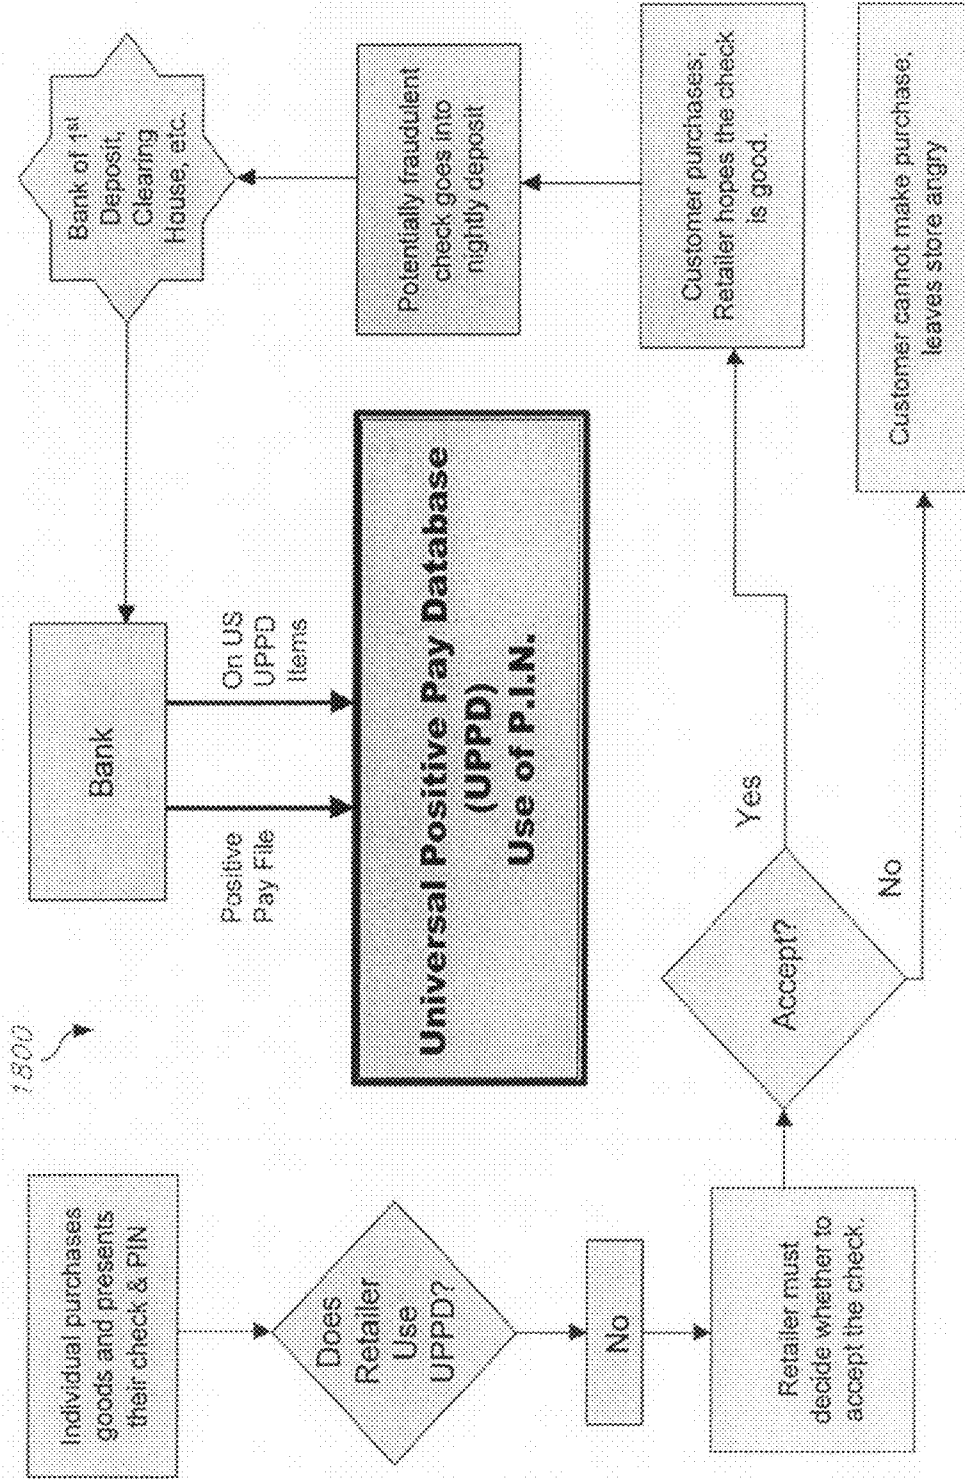 1800
Individual purchases
goods and presents
their check & PIN
Does
Retailer
Use
UPPD?
No
Retailer must
decide whether to
accept the check.
Accept?
Yes
No
Customer purchases;
Retailer hopes the check
is good.
Customer cannot make purchase;
leaves store angry
Potentially fraudulent
check goes into
nightly deposit
Bank of 1st
Deposit,
Clearing
House, etc.
Bank
Positive
Pay File
On US
UPPD
Items
Universal Positive Pay Database
(UPPD)
Use of P.I.N.